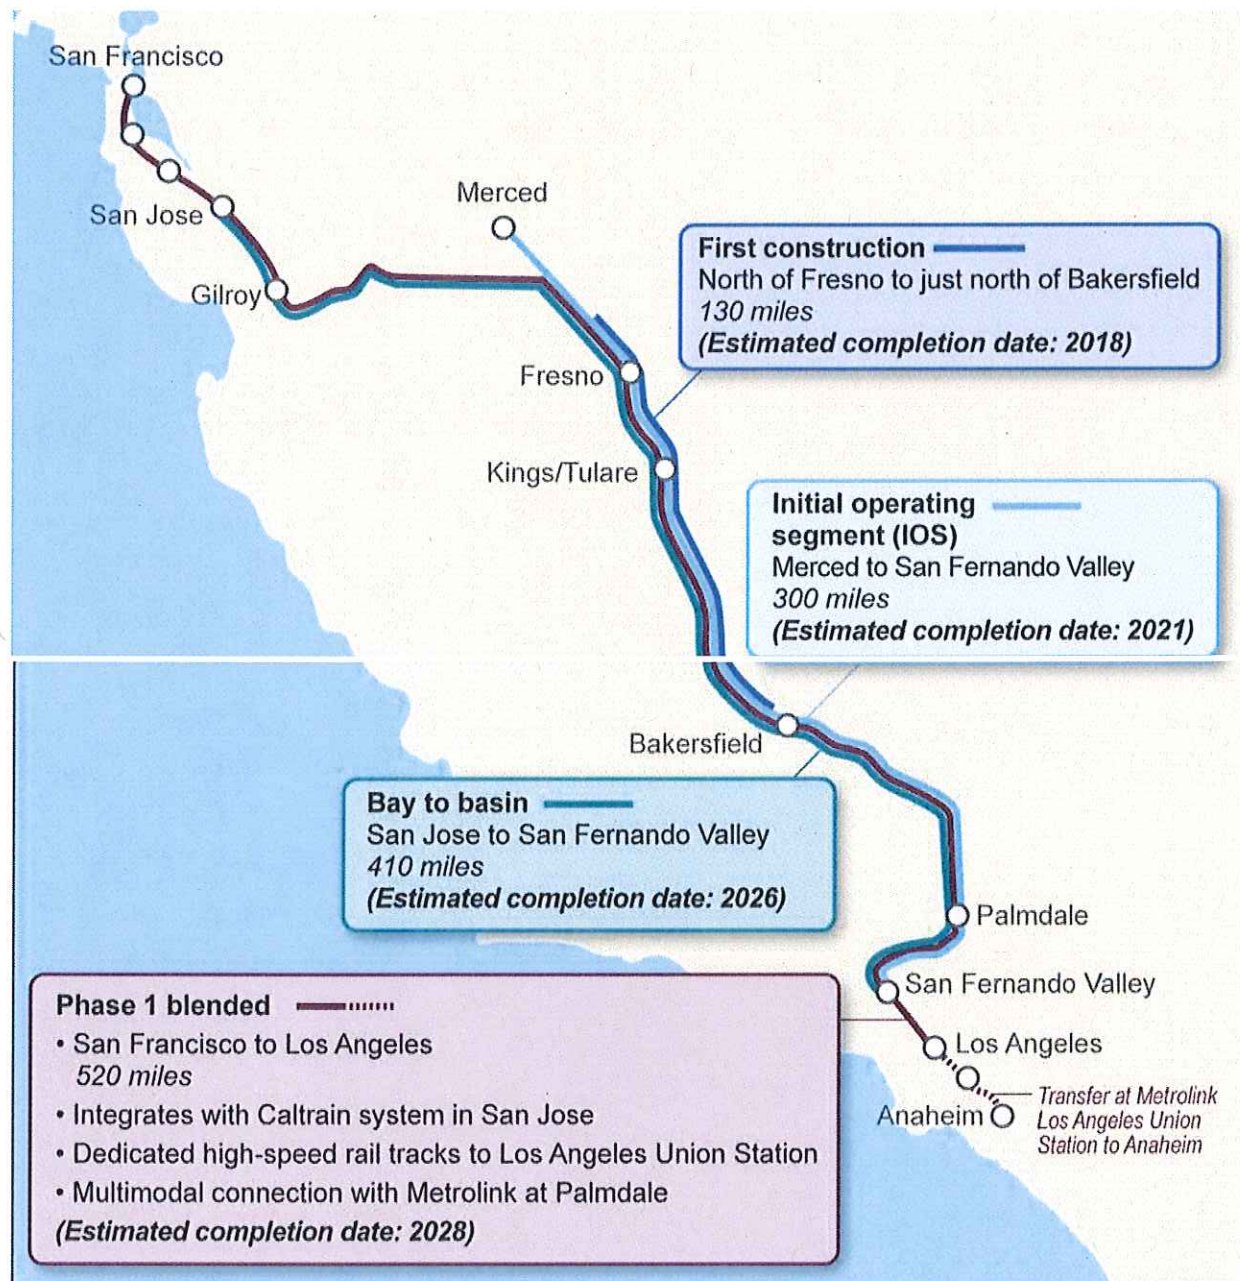 San Francisco
San Jose
Gilroy
Merced
First construction
North of Fresno to just north of Bakersfield
130 miles
(Estimated completion date: 2018)
Fresno
Kings/Tulare
Initial operating
segment (IOS)
Merced to San Fernando Valley
300 miles
(Estimated completion date: 2021)
Bakersfield
Bay to basin
San Jose to San Fernando Valley
410 miles
(Estimated completion date: 2026)
Palmdale
San Fernando Valley
Los Angeles
Anaheim
Transfer at Metrolink
Los Angeles Union
Station to Anaheim
Phase 1 blended
• San Francisco to Los Angeles
520 miles
• Integrates with Caltrain system in San Jose
• Dedicated high-speed rail tracks to Los Angeles Union Station
• Multimodal connection with Metrolink at Palmdale
(Estimated completion date: 2028)